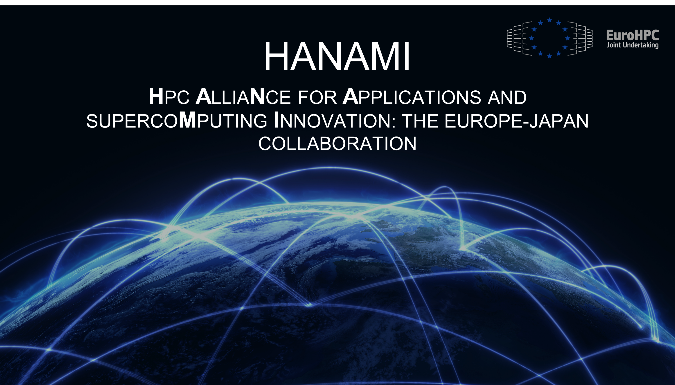 EuroHPC
Joint Undertaking
HANAMI
HPC ALLIANCE FOR APPLICATIONS AND
SUPERCOMPUTING INNOVATION: THE EUROPE-JAPAN
COLLABORATION